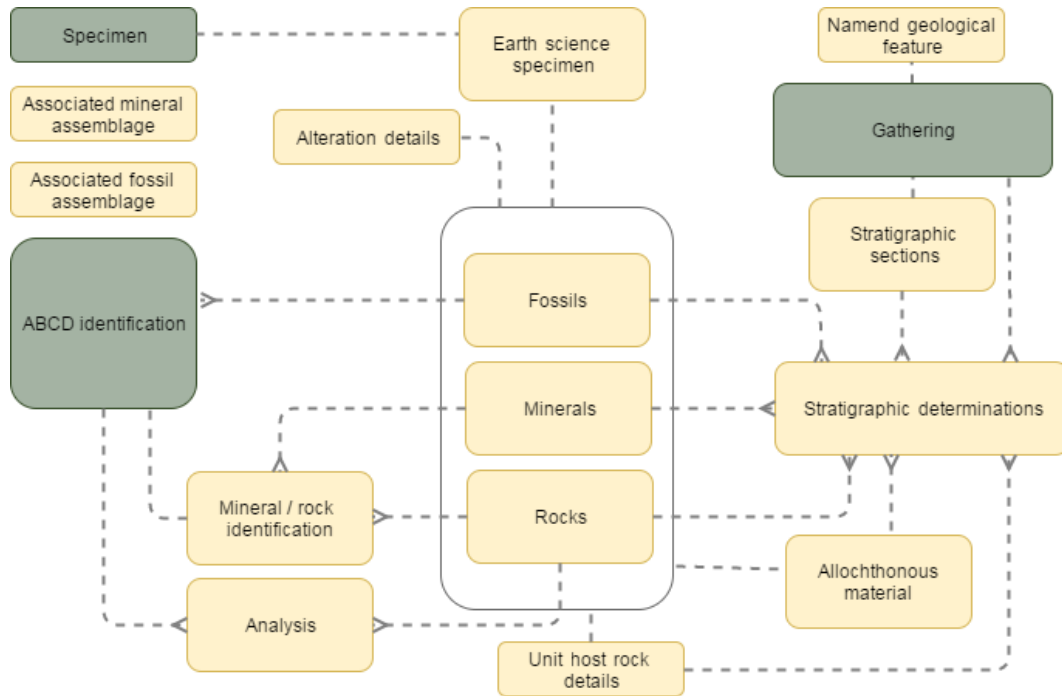 Specimen
Earth science
specimen
Namend geological
feature
Associated mineral
assemblage
Alteration details
Gathering
Associated fossil
assemblage
Stratigraphic
sections
ABCD identification
Fossils
Minerals
Stratigraphic determinations
Mineral / rock
identification
Rocks
Allochthonous
material
Analysis
Unit host rock
details